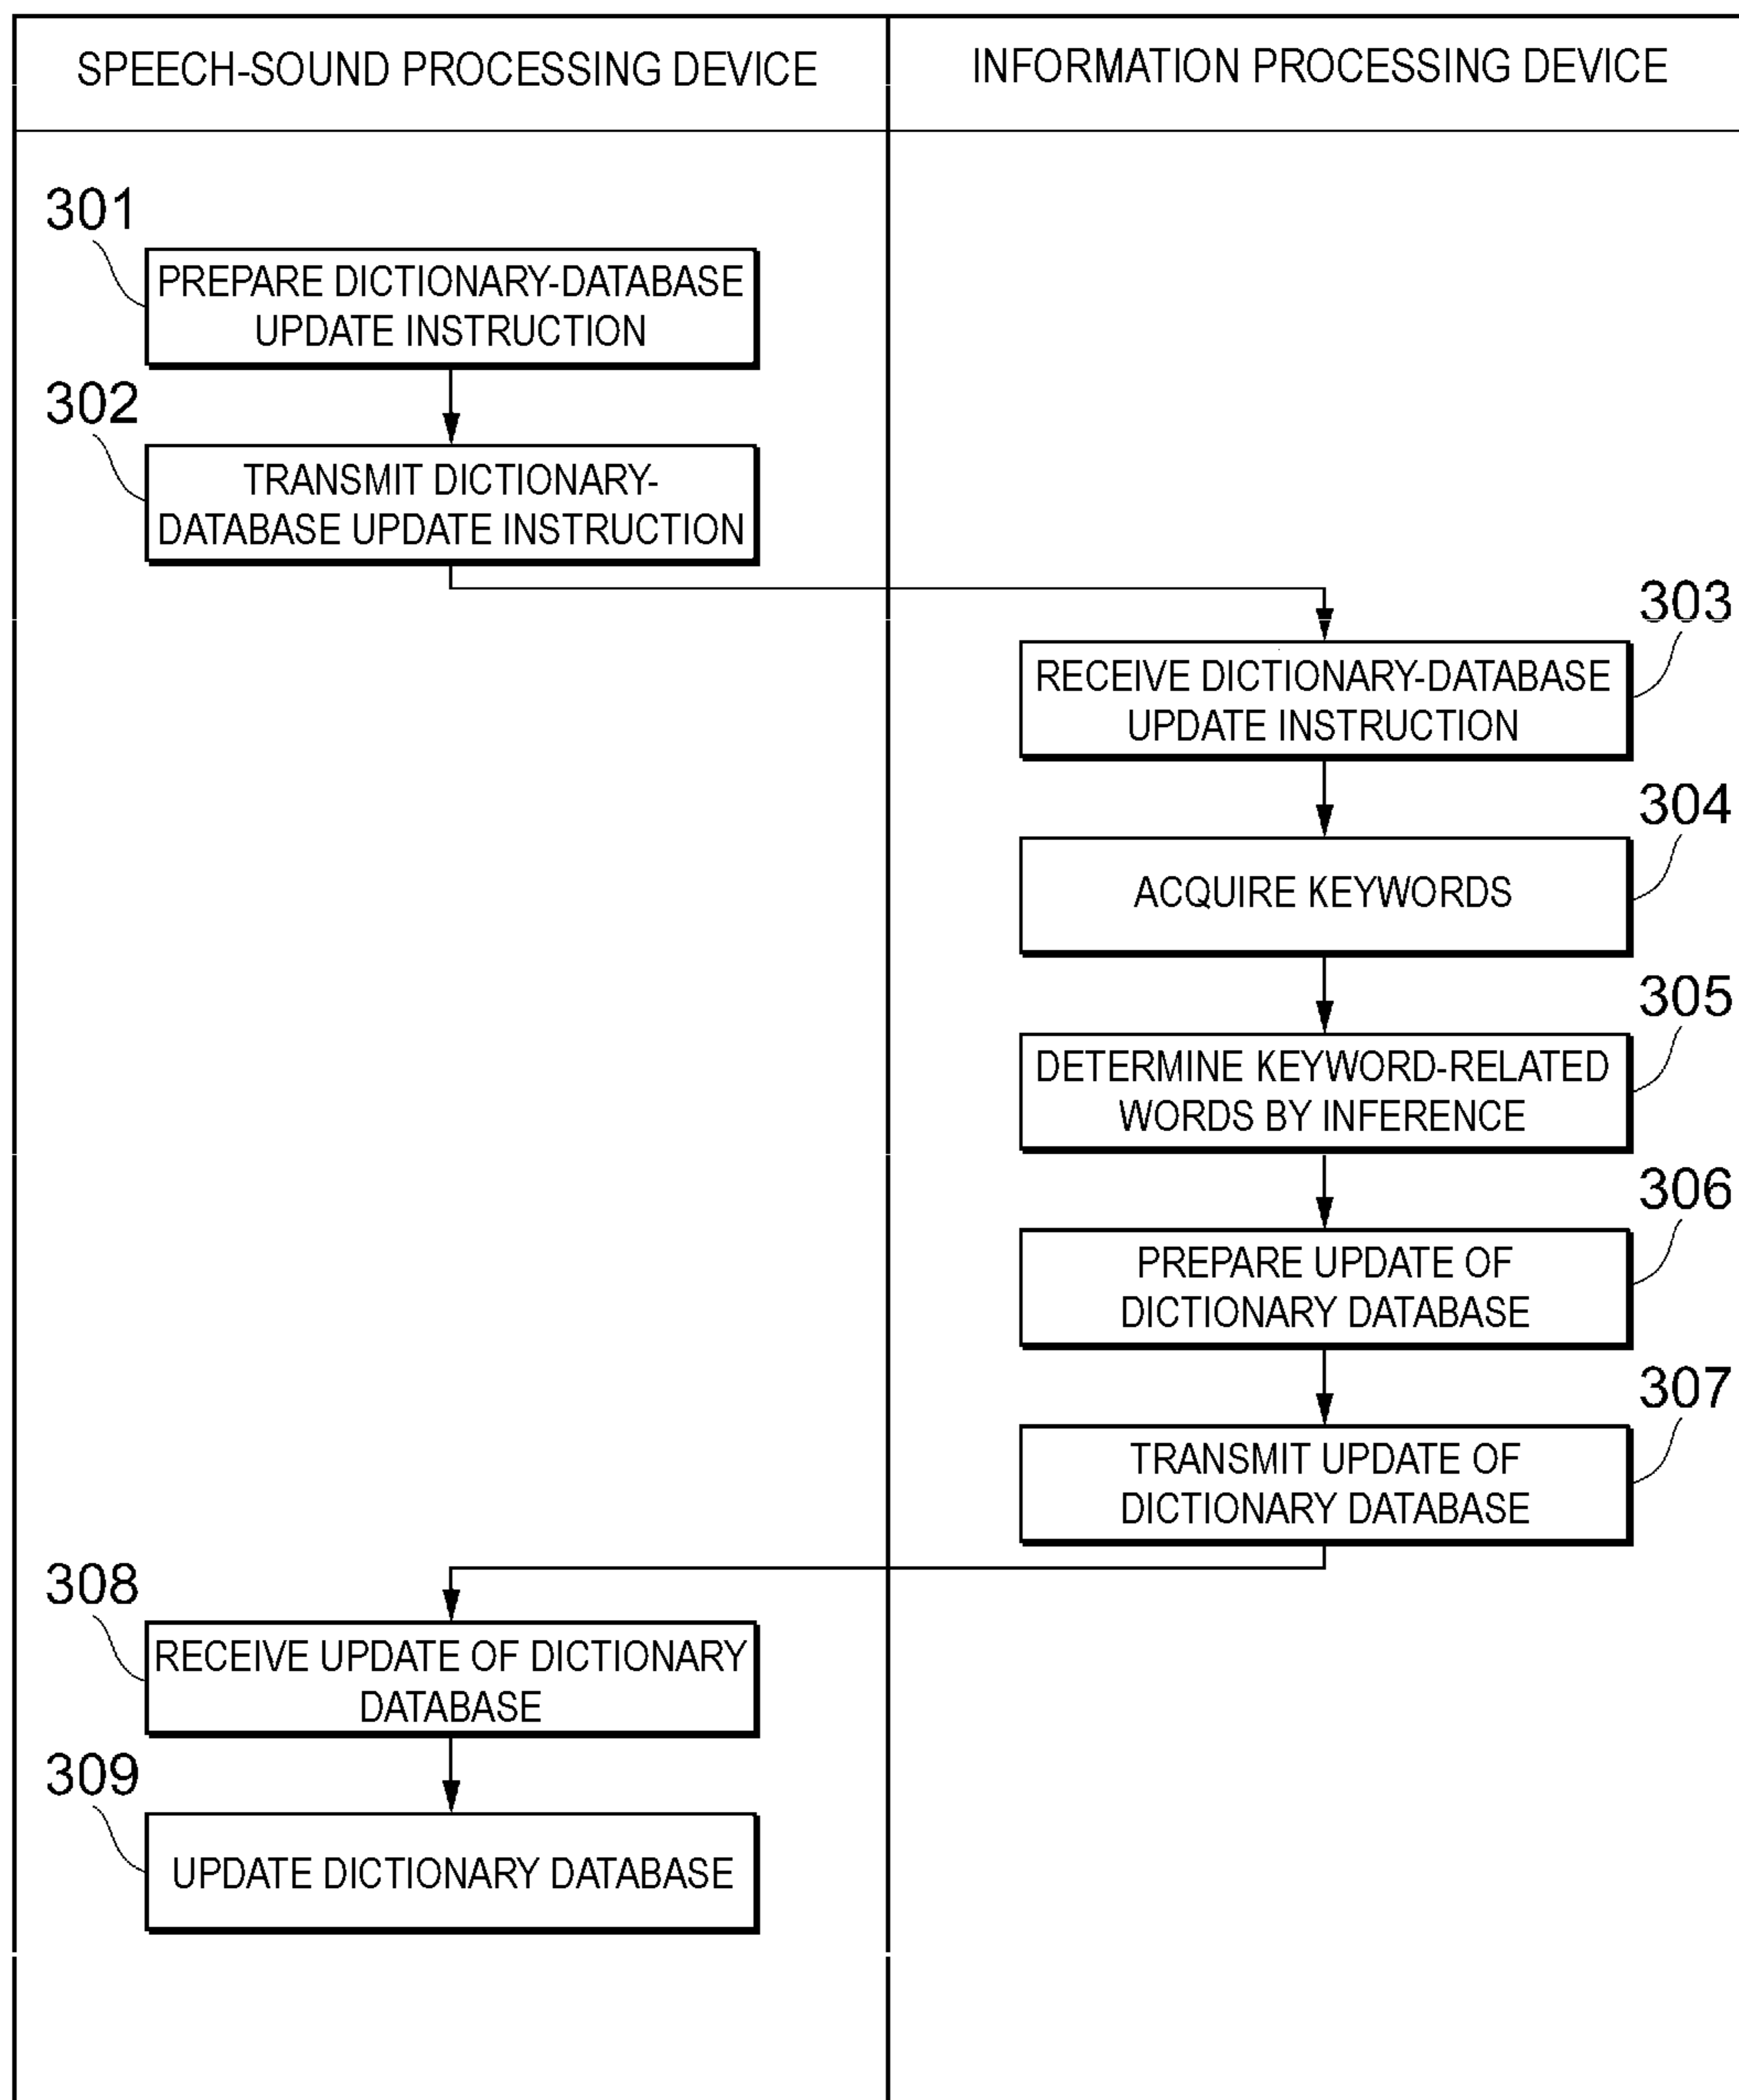 SPEECH-SOUND PROCESSING DEVICE
INFORMATION PROCESSING DEVICE
301
PREPARE DICTIONARY-DATABASE
UPDATE INSTRUCTION
302
TRANSMIT DICTIONARY-
DATABASE UPDATE INSTRUCTION
303
RECEIVE DICTIONARY-DATABASE
UPDATE INSTRUCTION
304
ACQUIRE KEYWORDS
305
DETERMINE KEYWORD-RELATED
WORDS BY INFERENCE
306
PREPARE UPDATE OF
DICTIONARY DATABASE
307
TRANSMIT UPDATE OF
DICTIONARY DATABASE
308
RECEIVE UPDATE OF DICTIONARY
DATABASE
309
UPDATE DICTIONARY DATABASE